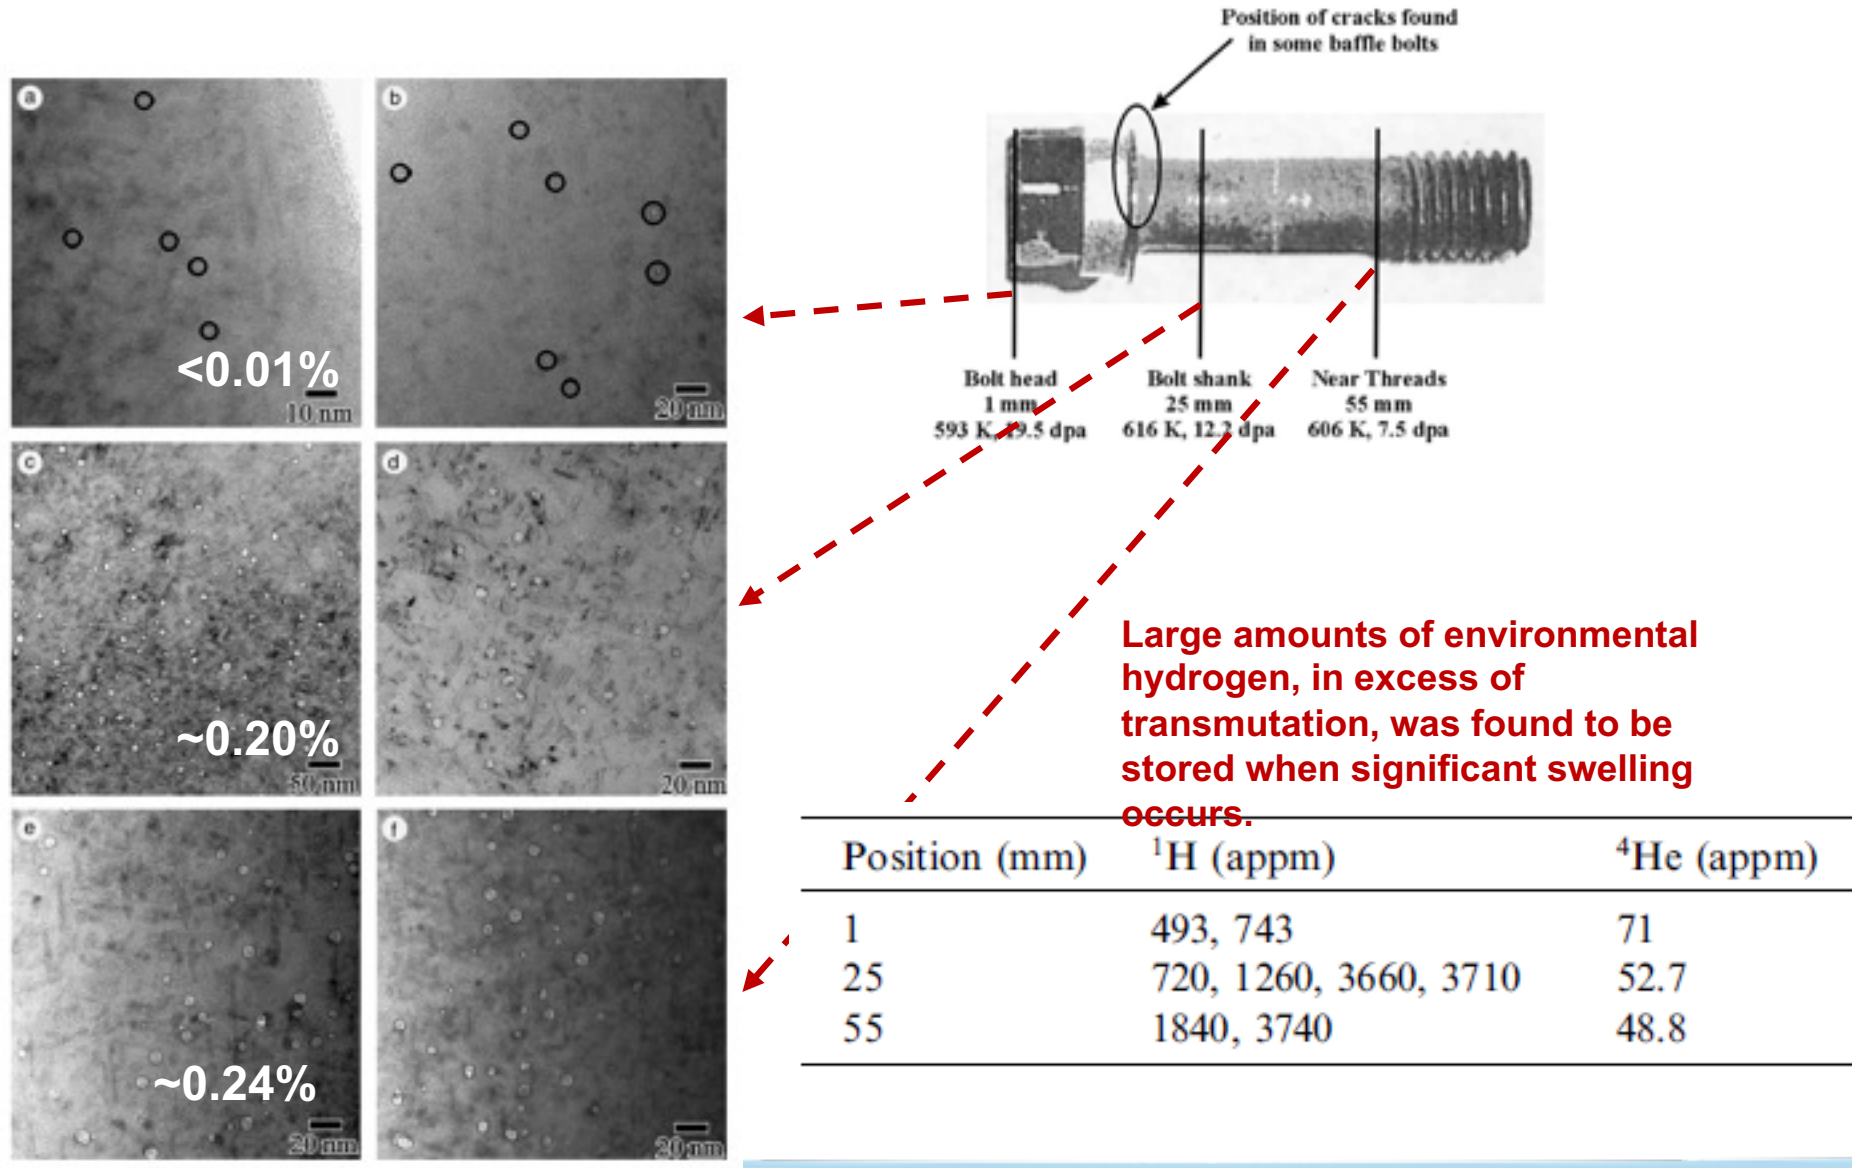 Position of cracks found
in some baffle bolts
a
b
<0.01%
10 nm
20 nm
Bolt head
1 mm
593 K, 19.5 dpa
Bolt shank
25 mm
616 K, 12.2 dpa
Near Threads
55 mm
606 K, 7.5 dpa
c
d
~0.20%
50 nm
20 nm
Large amounts of environmental
hydrogen, in excess of
transmutation, was found to be
stored when significant swelling
occurs.
e
f
~0.24%
20 nm
20 nm
Position (mm) ¹H (appm) ⁴He (appm)
1 493, 743 71
25 720, 1260, 3660, 3710 52.7
55 1840, 3740 48.8